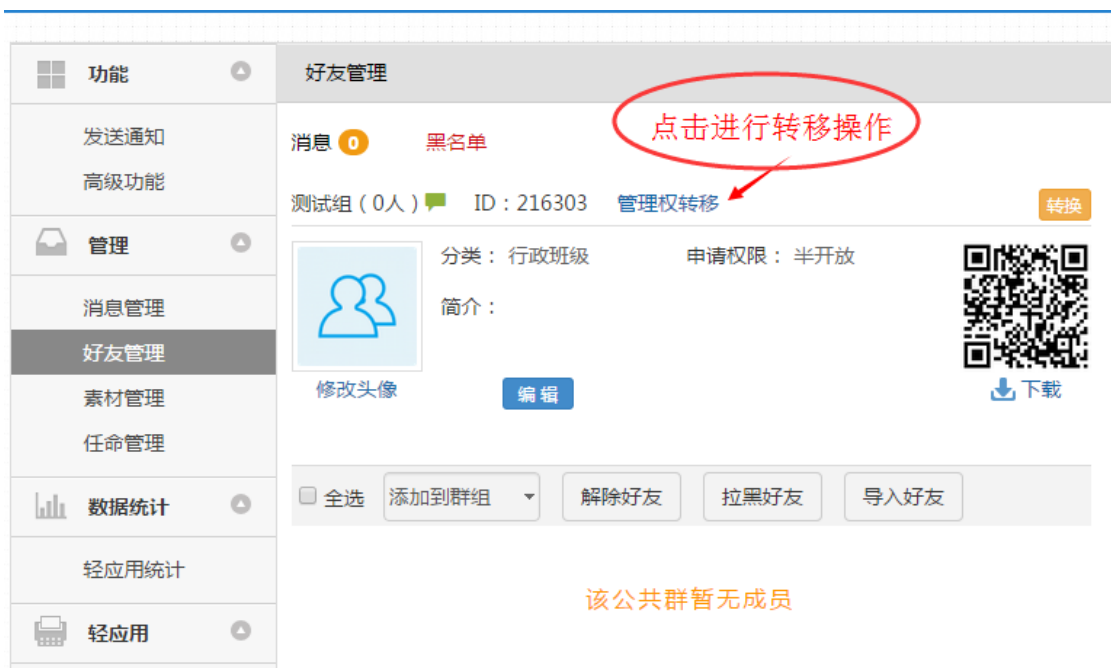 功能
发送通知
高级功能
管理
消息管理
好友管理
素材管理
任命管理
数据统计
轻应用统计
轻应用
好友管理
消息 0 黑名单
点击进行转移操作
测试组（0人） ID：216303 管理权转移 转换
分类： 行政班级 申请权限： 半开放
简介：
修改头像 编辑 下载
全选 添加到群组 解除好友 拉黑好友 导入好友
该公共群暂无成员